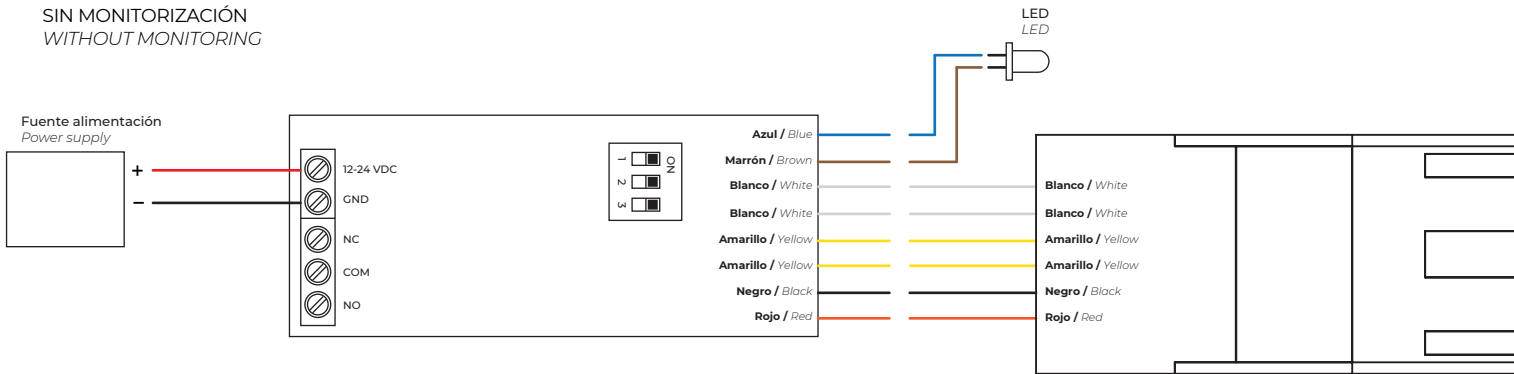 SIN MONITORIZACIÓN
WITHOUT MONITORING
LED
LED
Fuente alimentación
Power supply
+
−
12-24 VDC
GND
NC
COM
NO
ON
1
2
3
Azul / Blue
Marrón / Brown
Blanco / White
Blanco / White
Amarillo / Yellow
Amarillo / Yellow
Negro / Black
Rojo / Red
Blanco / White
Blanco / White
Amarillo / Yellow
Amarillo / Yellow
Negro / Black
Rojo / Red